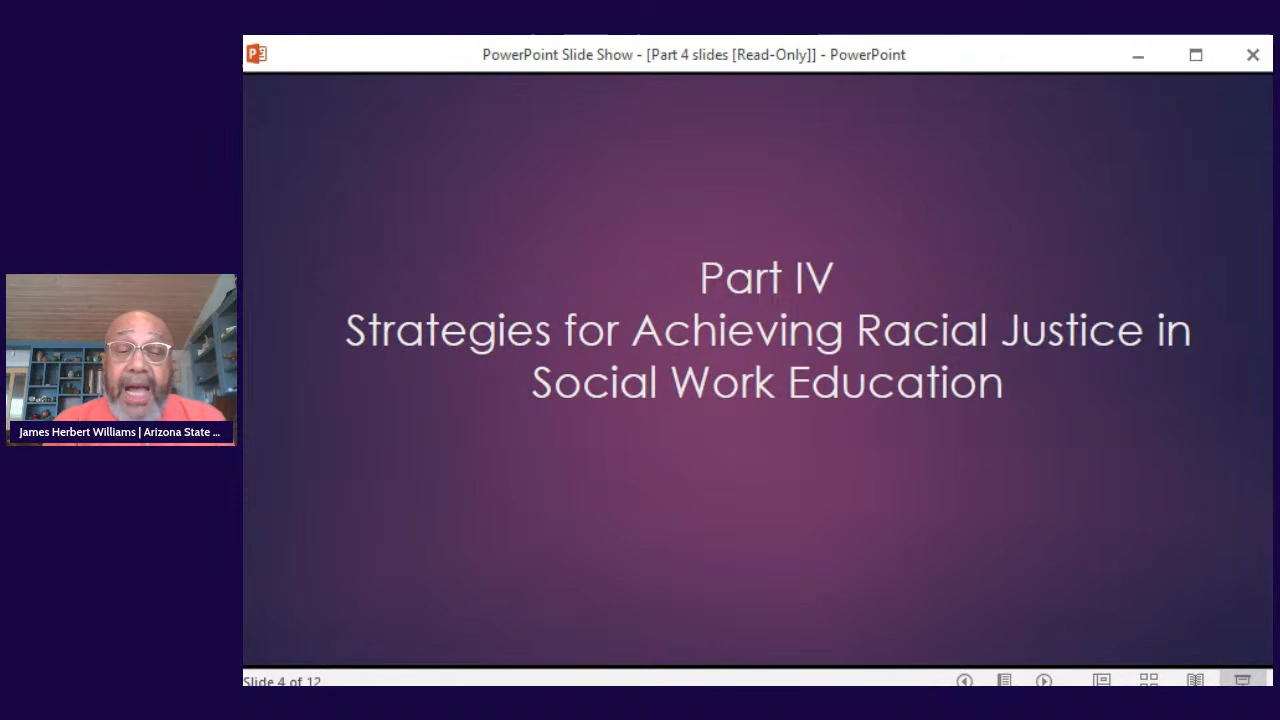 PowerPoint Slide Show - [Part 4 slides [Read-Only]] - PowerPoint
Part IV
Strategies for Achieving Racial Justice in
Social Work Education
James Herbert Williams | Arizona State ...
Slide 4 of 12